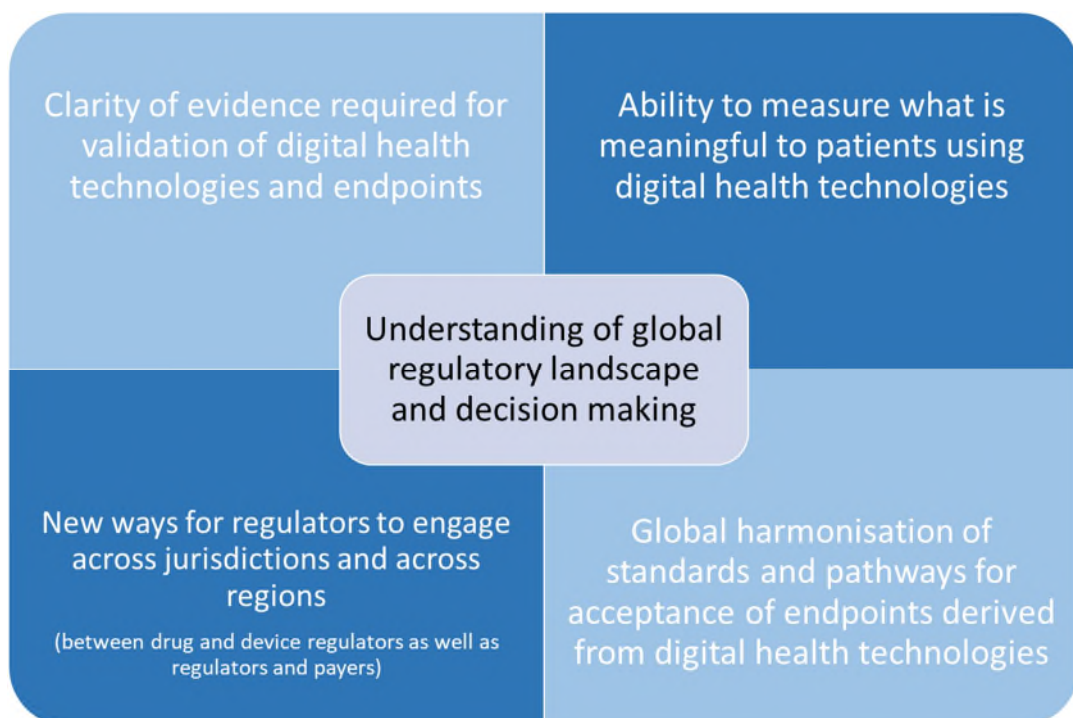 Clarity of evidence required for
validation of digital health
technologies and endpoints
Ability to measure what is
meaningful to patients using
digital health technologies
Understanding of global
regulatory landscape
and decision making
New ways for regulators to engage
across jurisdictions and across
regions
(between drug and device regulators as well as
regulators and payers)
Global harmonisation of
standards and pathways for
acceptance of endpoints derived
from digital health technologies